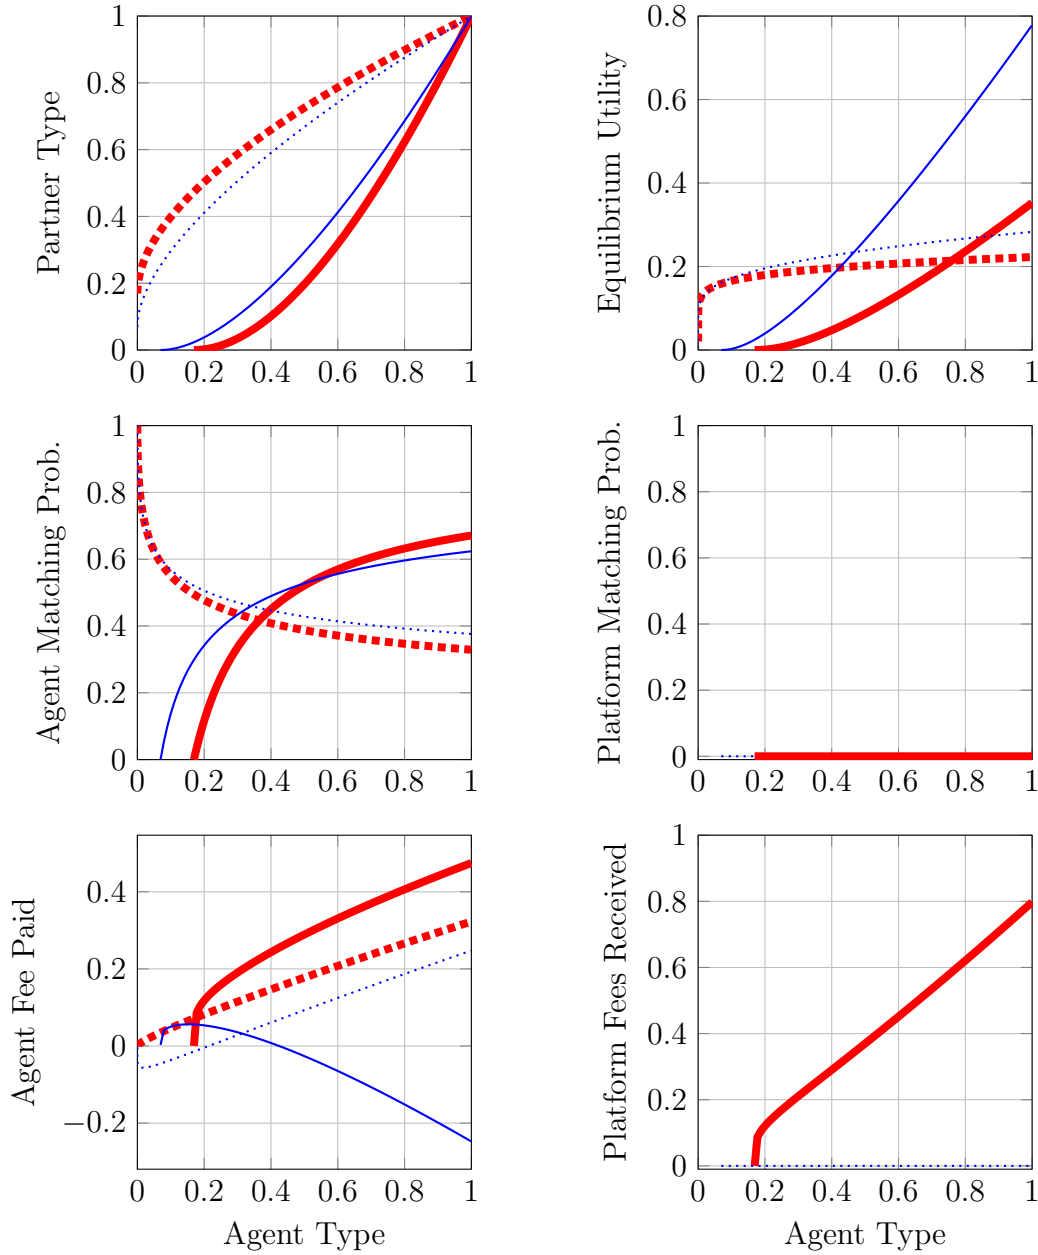 1
0.8
0.6
0.4
0.2
0
0 0.2 0.4 0.6 0.8 1
Partner Type
0.8
0.6
0.4
0.2
0
0 0.2 0.4 0.6 0.8 1
Equilibrium Utility
1
0.8
0.6
0.4
0.2
0
0 0.2 0.4 0.6 0.8 1
Agent Matching Prob.
1
0.8
0.6
0.4
0.2
0
0 0.2 0.4 0.6 0.8 1
Platform Matching Prob.
0.4
0.2
0
−0.2
0 0.2 0.4 0.6 0.8 1
Agent Fee Paid
Agent Type
1
0.8
0.6
0.4
0.2
0
0 0.2 0.4 0.6 0.8 1
Platform Fees Received
Agent Type